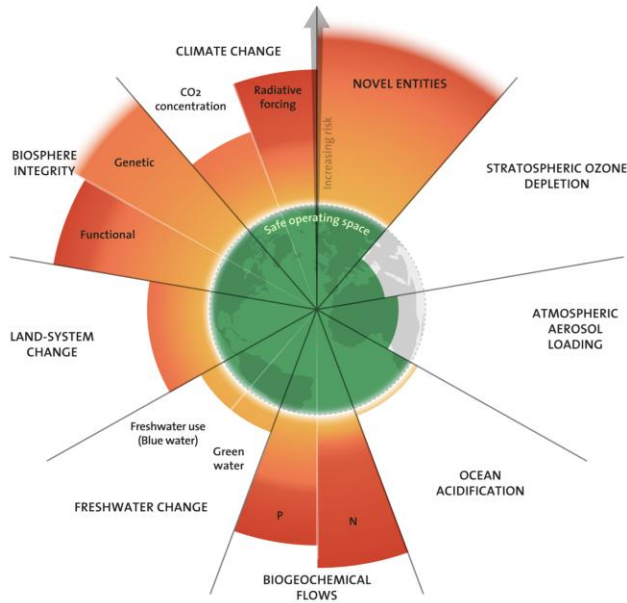 CLIMATE CHANGE
CO2
concentration
Radiative
forcing
Increasing risk
NOVEL ENTITIES
STRATOSPHERIC OZONE
DEPLETION
ATMOSPHERIC
AEROSOL
LOADING
OCEAN
ACIDIFICATION
BIOGEOCHEMICAL
FLOWS
P
N
FRESHWATER CHANGE
Freshwater use
(Blue water)
Green
water
LAND-SYSTEM
CHANGE
BIOSPHERE
INTEGRITY
Genetic
Functional
Safe operating space